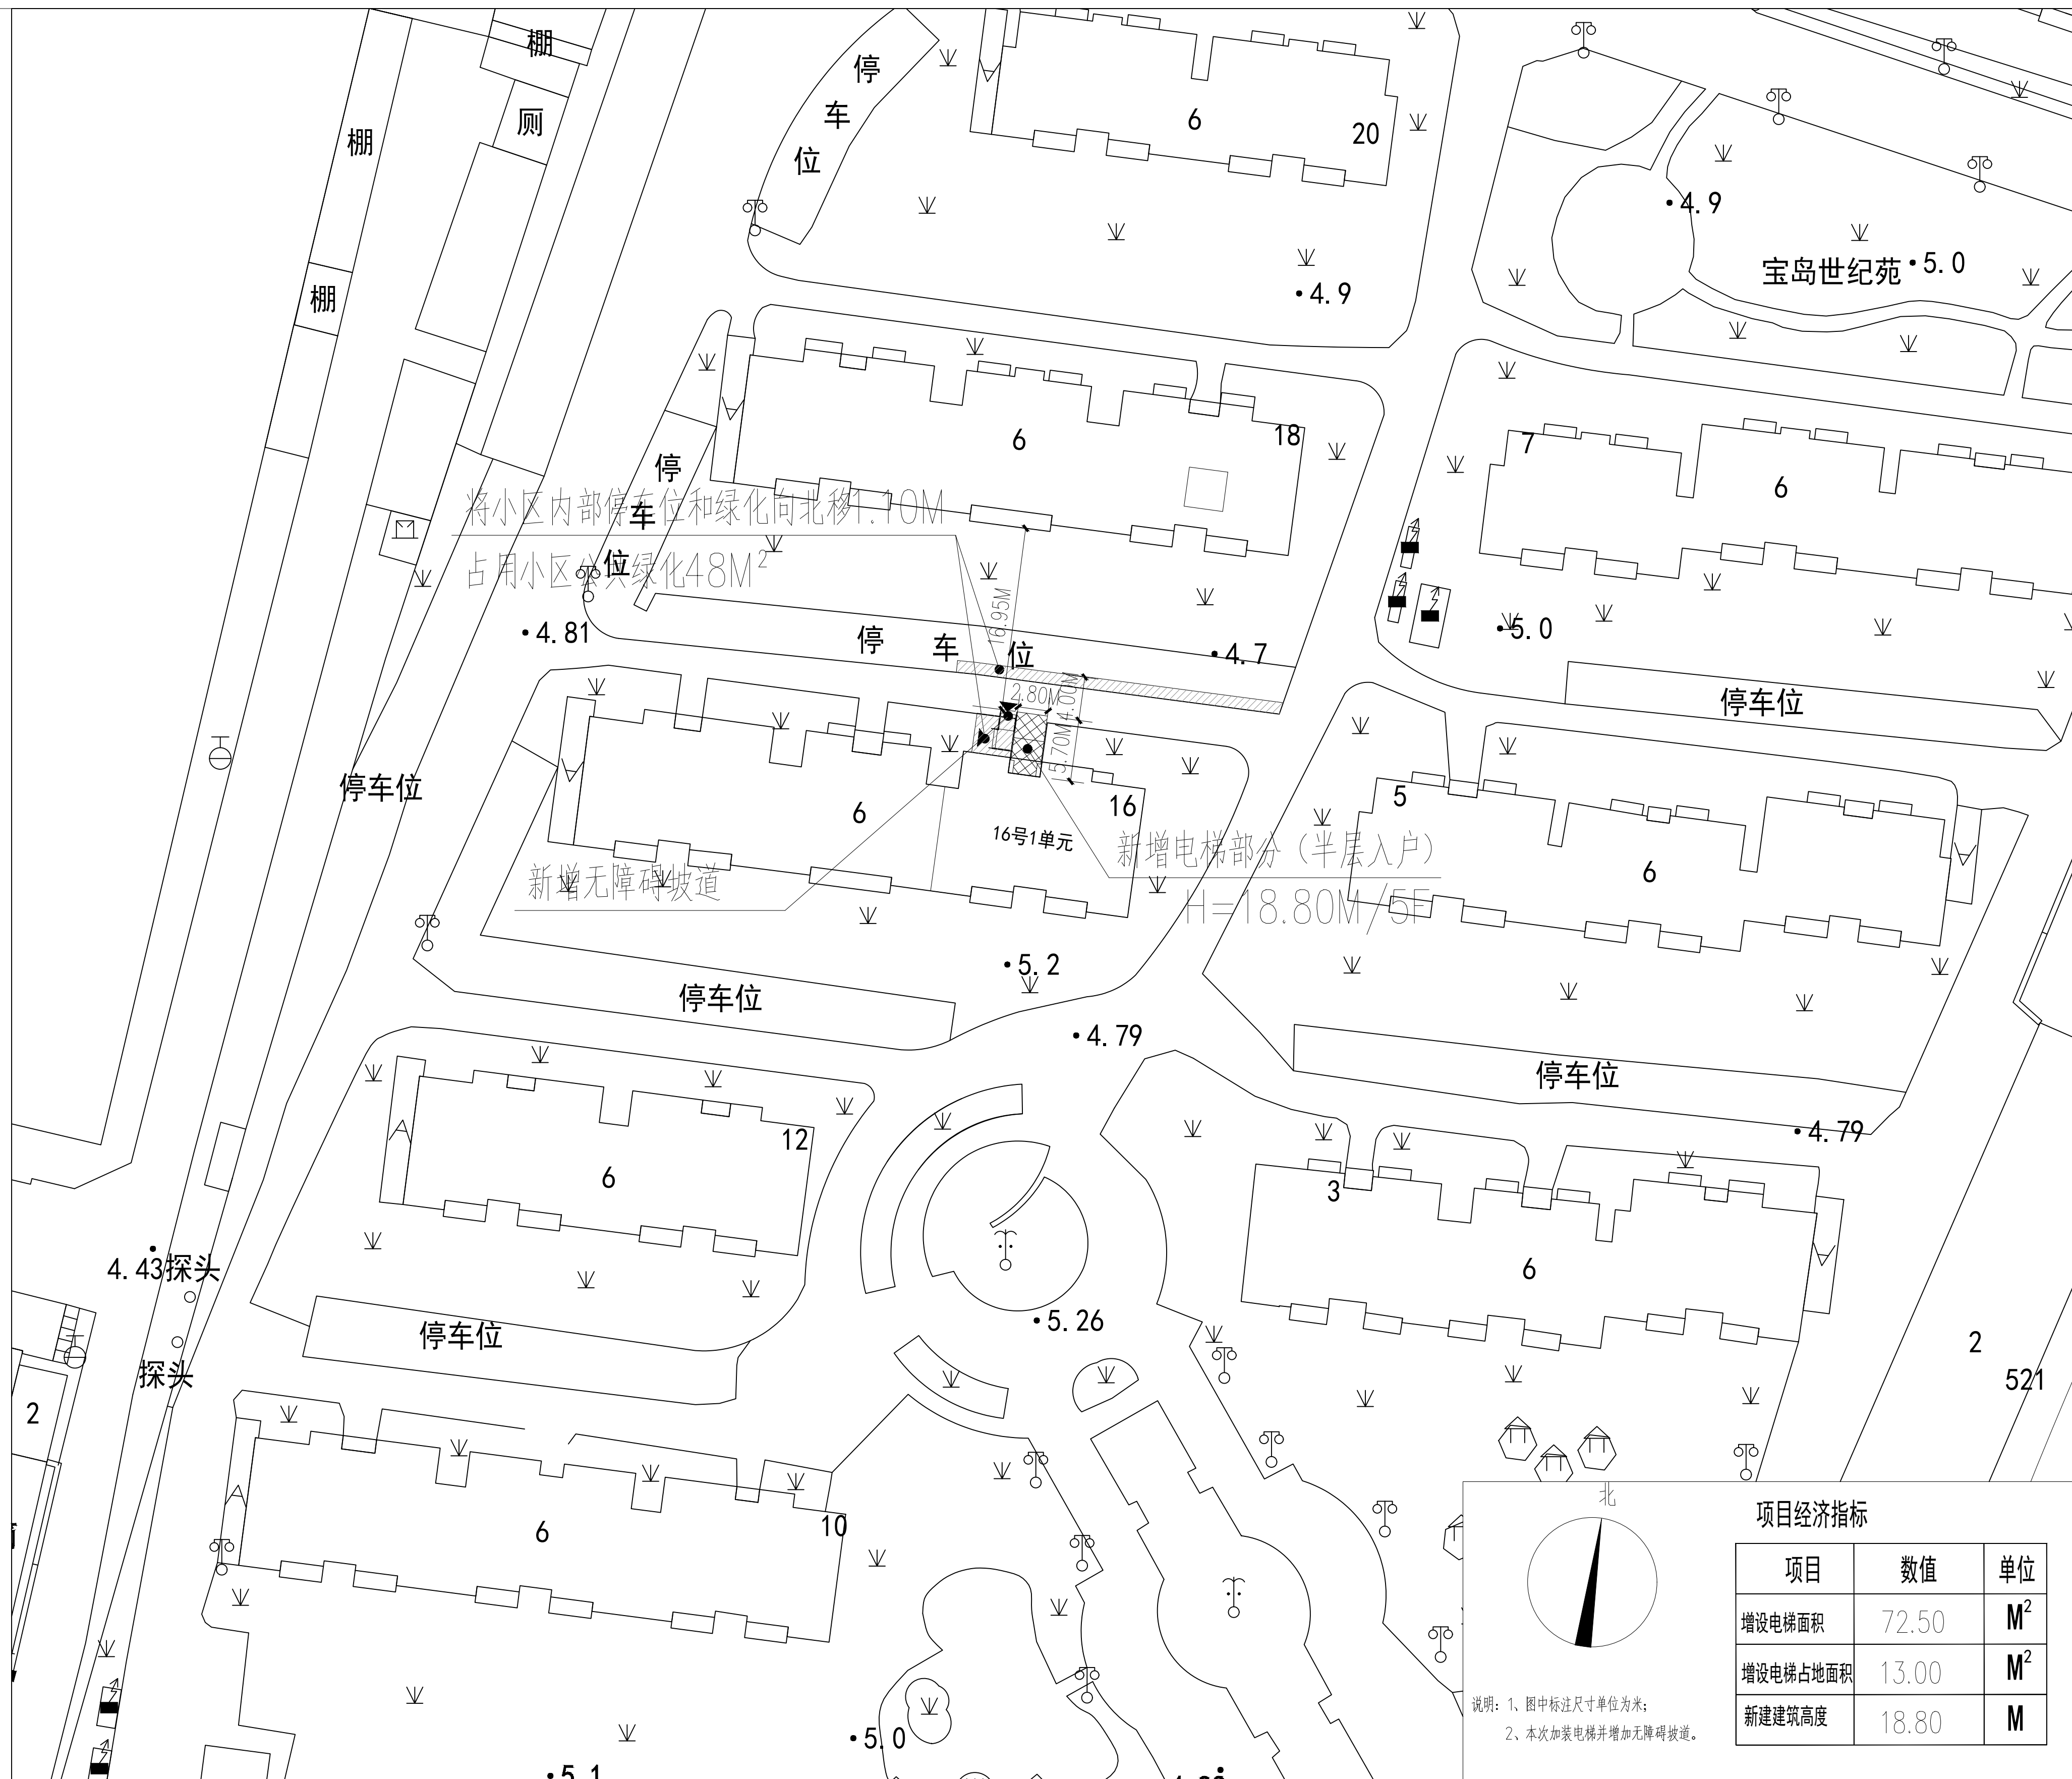 棚
厕
棚
棚
停
车
位
6
20
4.9
4.9
宝岛世纪苑
5.0
6
18
7
6
停
车
位
将小区内部停车位和绿化向北移1.10M
占用小区公共绿化48M²
16.95M
4.81
停 车 位
4.7
5.0
停车位
2.80M
4.00M
5.70M
停车位
6
16
16号1单元
5
6
新增电梯部分（半层入户）
H=18.80M/5F
新增无障碍坡道
5.2
停车位
4.79
停车位
4.79
12
6
3
6
4.43
探头
探头
停车位
5.26
2
521
2
6
10
5.0
5.1
北
项目经济指标
项目 数值 单位
增设电梯面积 72.50 M²
增设电梯占地面积 13.00 M²
新建建筑高度 18.80 M
说明：1、图中标注尺寸单位为米；
2、本次加装电梯并增加无障碍坡道。